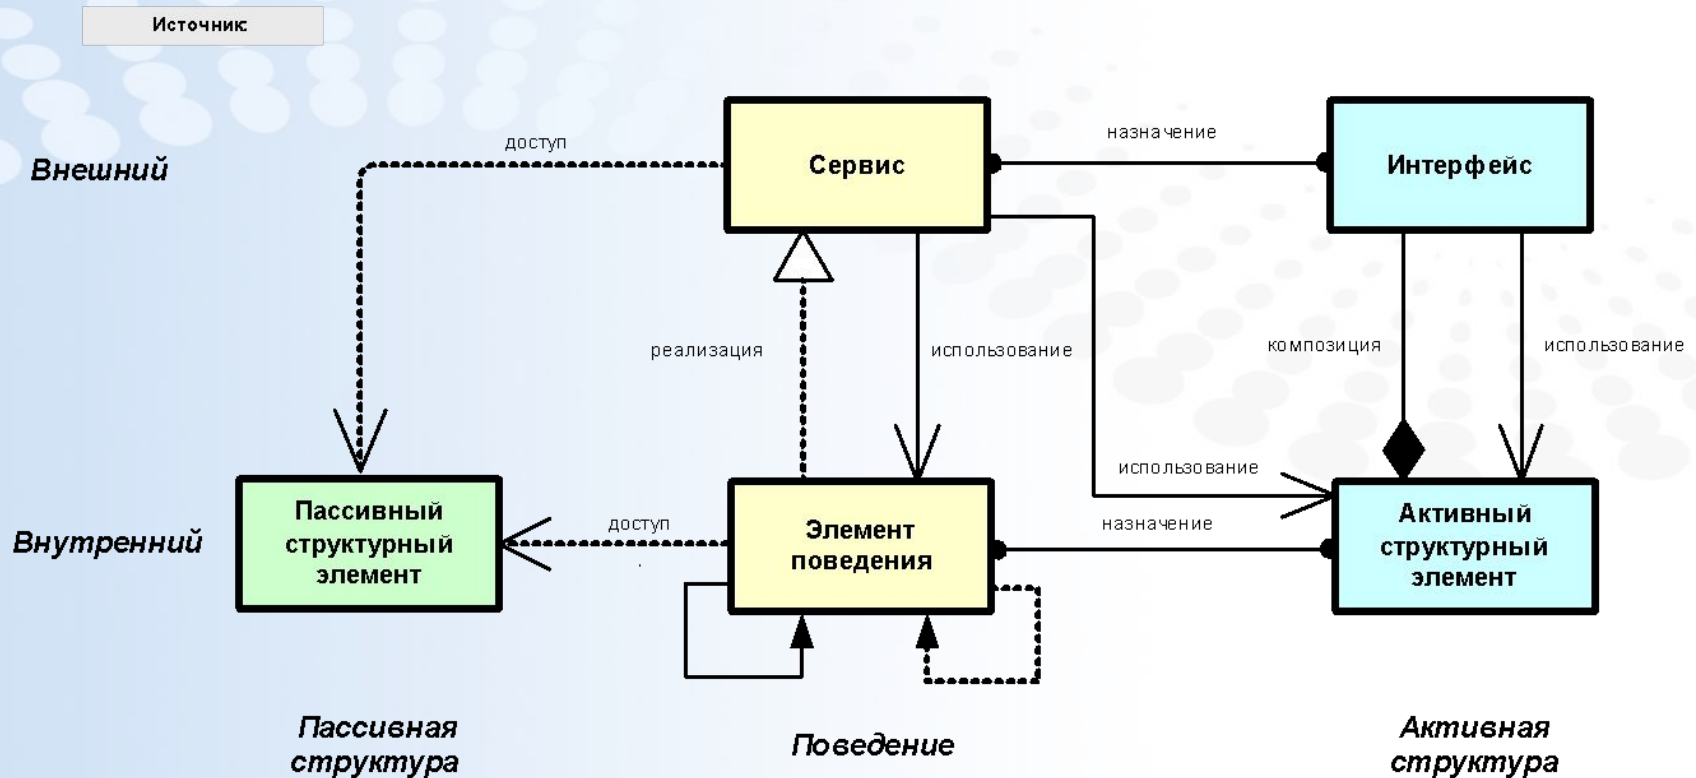 Источник:
назначение
доступ
Внешний
Сервис
Интерфейс
реализация
использование
композиция
использование
использование
Внутренний
Пассивный
структурный
элемент
доступ
Элемент
поведения
назначение
Активный
структурный
элемент
Пассивная
структура
Поведение
Активная
структура